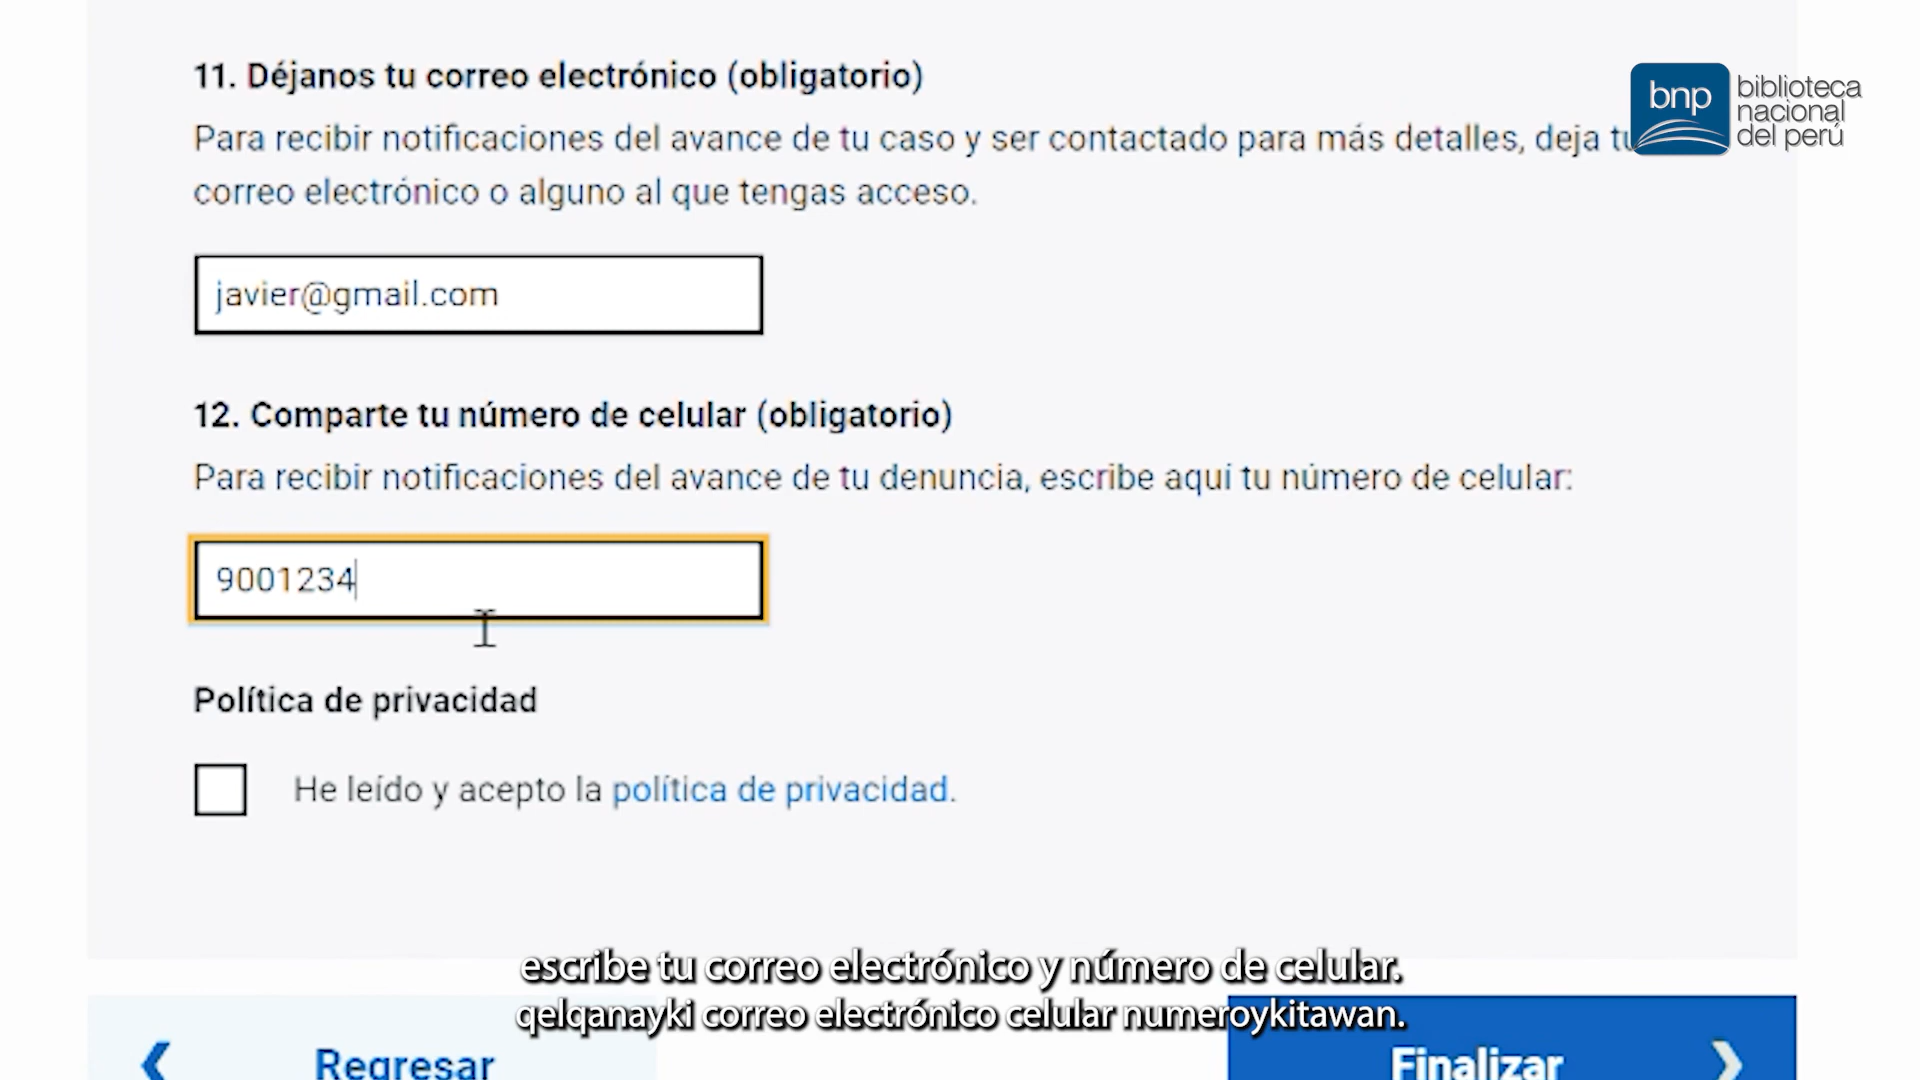 11. Déjanos tu correo electrónico (obligatorio)
Para recibir notificaciones del avance de tu caso y ser contactado para más detalles, deja tu
correo electrónico o alguno al que tengas acceso.
bnp
biblioteca
nacional
del perú
javier@gmail.com
12. Comparte tu número de celular (obligatorio)
Para recibir notificaciones del avance de tu denuncia, escribe aquí tu número de celular:
9001234
Política de privacidad
He leído y acepto la política de privacidad.
escribe tu correo electrónico y número de celular.
qelqanayki correo electrónico celular numeroykitawan.
Regresar
Finalizar